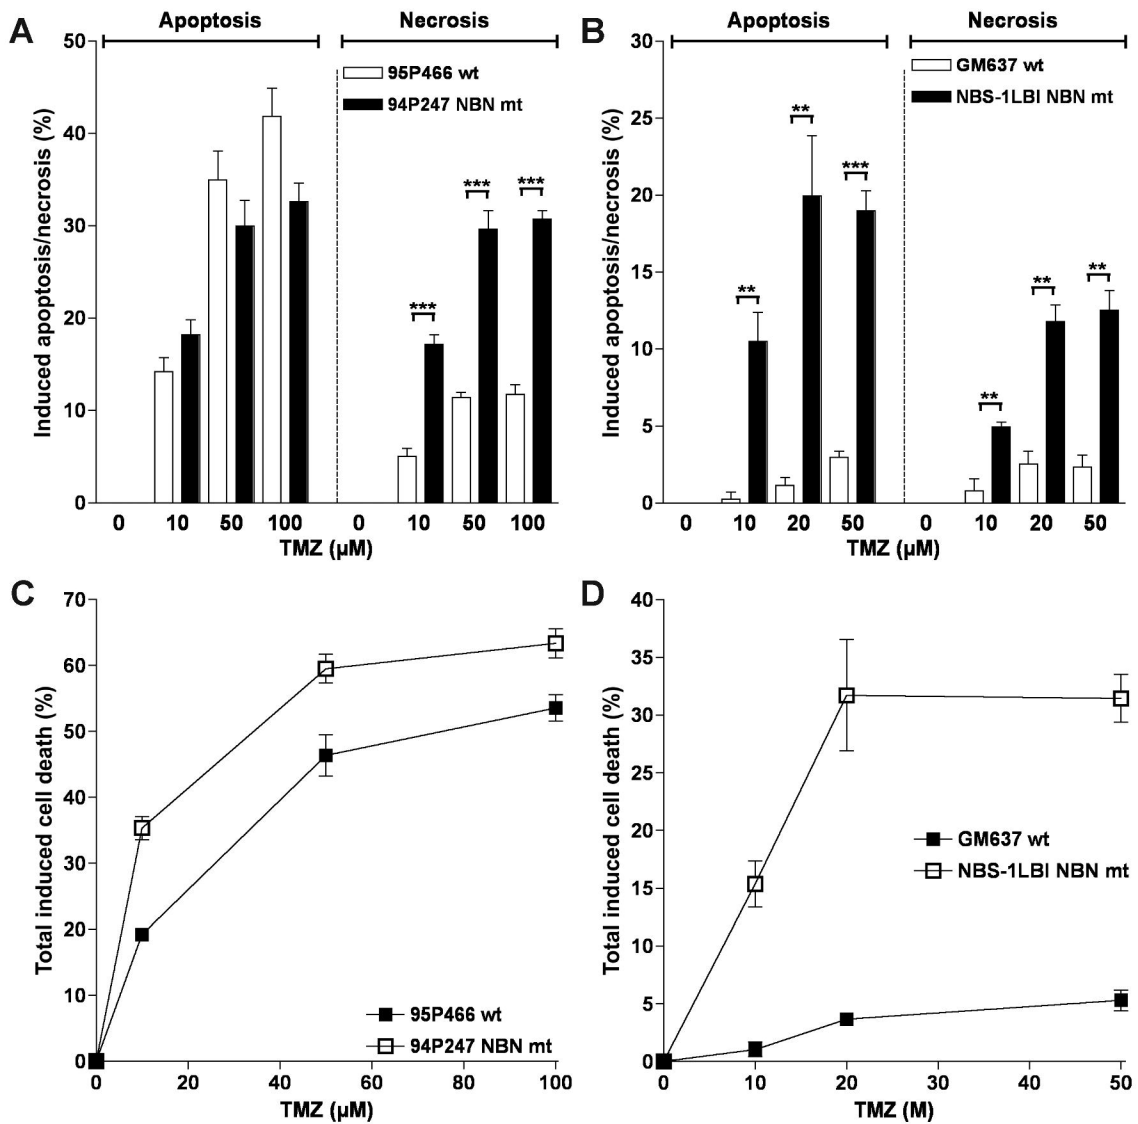 A
Apoptosis
Necrosis
Induced apoptosis/necrosis (%)
50
40
30
20
10
0
95P466 wt
94P247 NBN mt
***
***
***
0 10 50 100 0 10 50 100
TMZ (µM)
B
Apoptosis
Necrosis
Induced apoptosis/necrosis (%)
30
25
20
15
10
5
0
GM637 wt
NBS-1LBI NBN mt
**
**
***
**
**
**
0 10 20 50 0 10 20 50
TMZ (µM)
C
Total induced cell death (%)
70
60
50
40
30
20
10
0
95P466 wt
94P247 NBN mt
0 20 40 60 80 100
TMZ (µM)
D
Total induced cell death (%)
40
35
30
25
20
15
10
5
0
GM637 wt
NBS-1LBI NBN mt
0 10 20 30 40 50
TMZ (M)